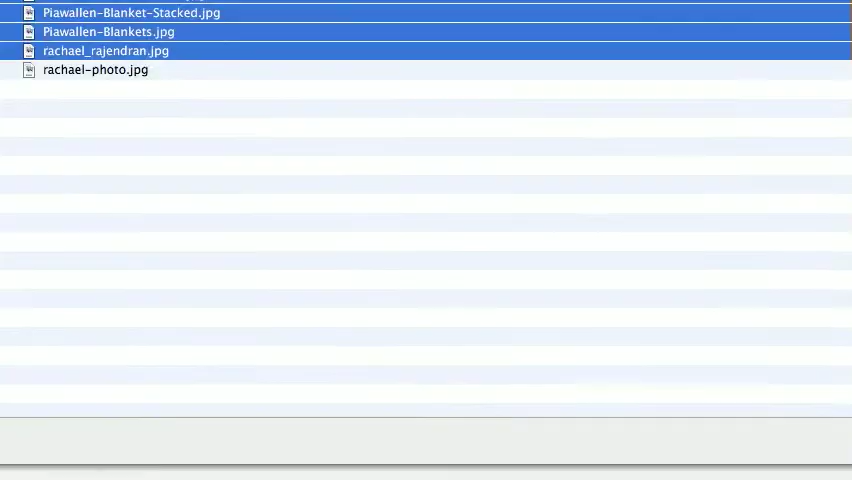 Piawallen-Blanket-Stacked.jpg
Piawallen-Blankets.jpg
rachael_rajendran.jpg
rachael-photo.jpg